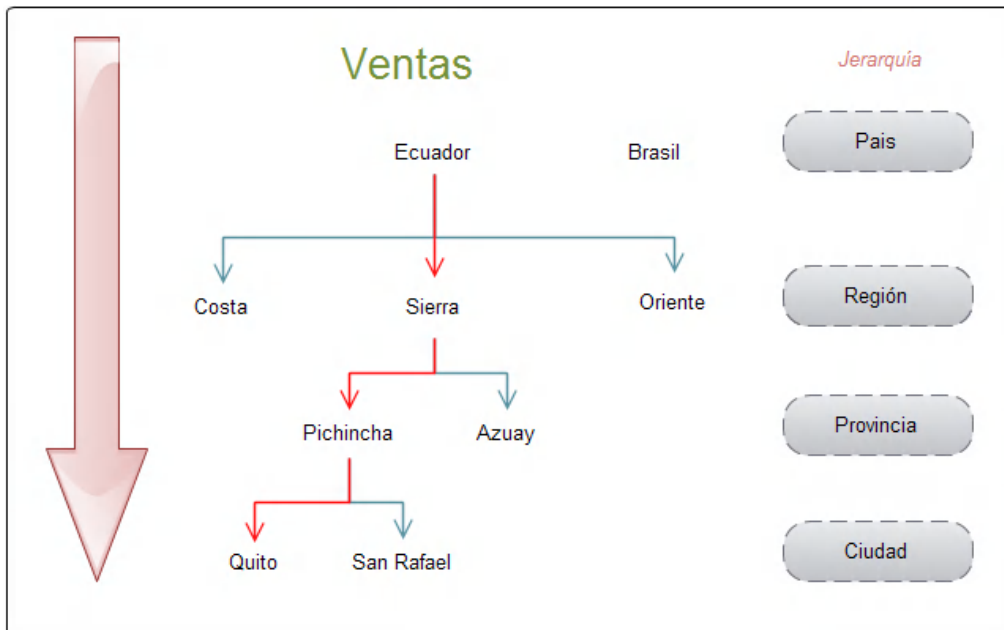 Ventas
Jerarquía
Ecuador
Brasil
Pais
Costa
Sierra
Oriente
Región
Pichincha
Azuay
Provincia
Quito
San Rafael
Ciudad